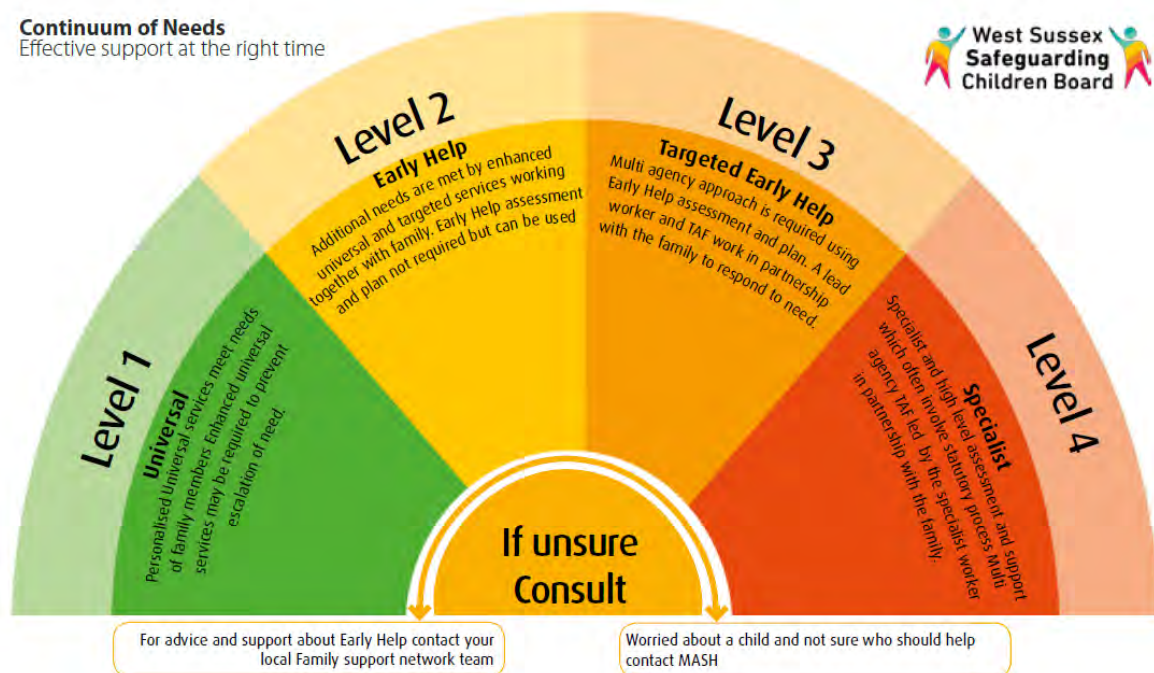 Continuum of Needs
Effective support at the right time
West Sussex
Safeguarding
Children Board
Level 1
Universal
Personalised Universal services meet needs
of family members Enhanced universal
services may be required to prevent
escalation of need.
Level 2
Early Help
Additional needs are met by enhanced
universal and targeted services working
together with family. Early Help assessment
and plan not required but can be used
Level 3
Targeted Early Help
Multi agency approach is required using
Early Help assessment and plan. A lead
worker and TAF work in partnership
with the family to respond to need.
Level 4
Specialist
Specialist and high level assessment and support
which often involve statutory process Multi
agency TAF led by the specialist worker
in partnership with the family.
If unsure
Consult
For advice and support about Early Help contact your
local Family support network team
Worried about a child and not sure who should help
contact MASH